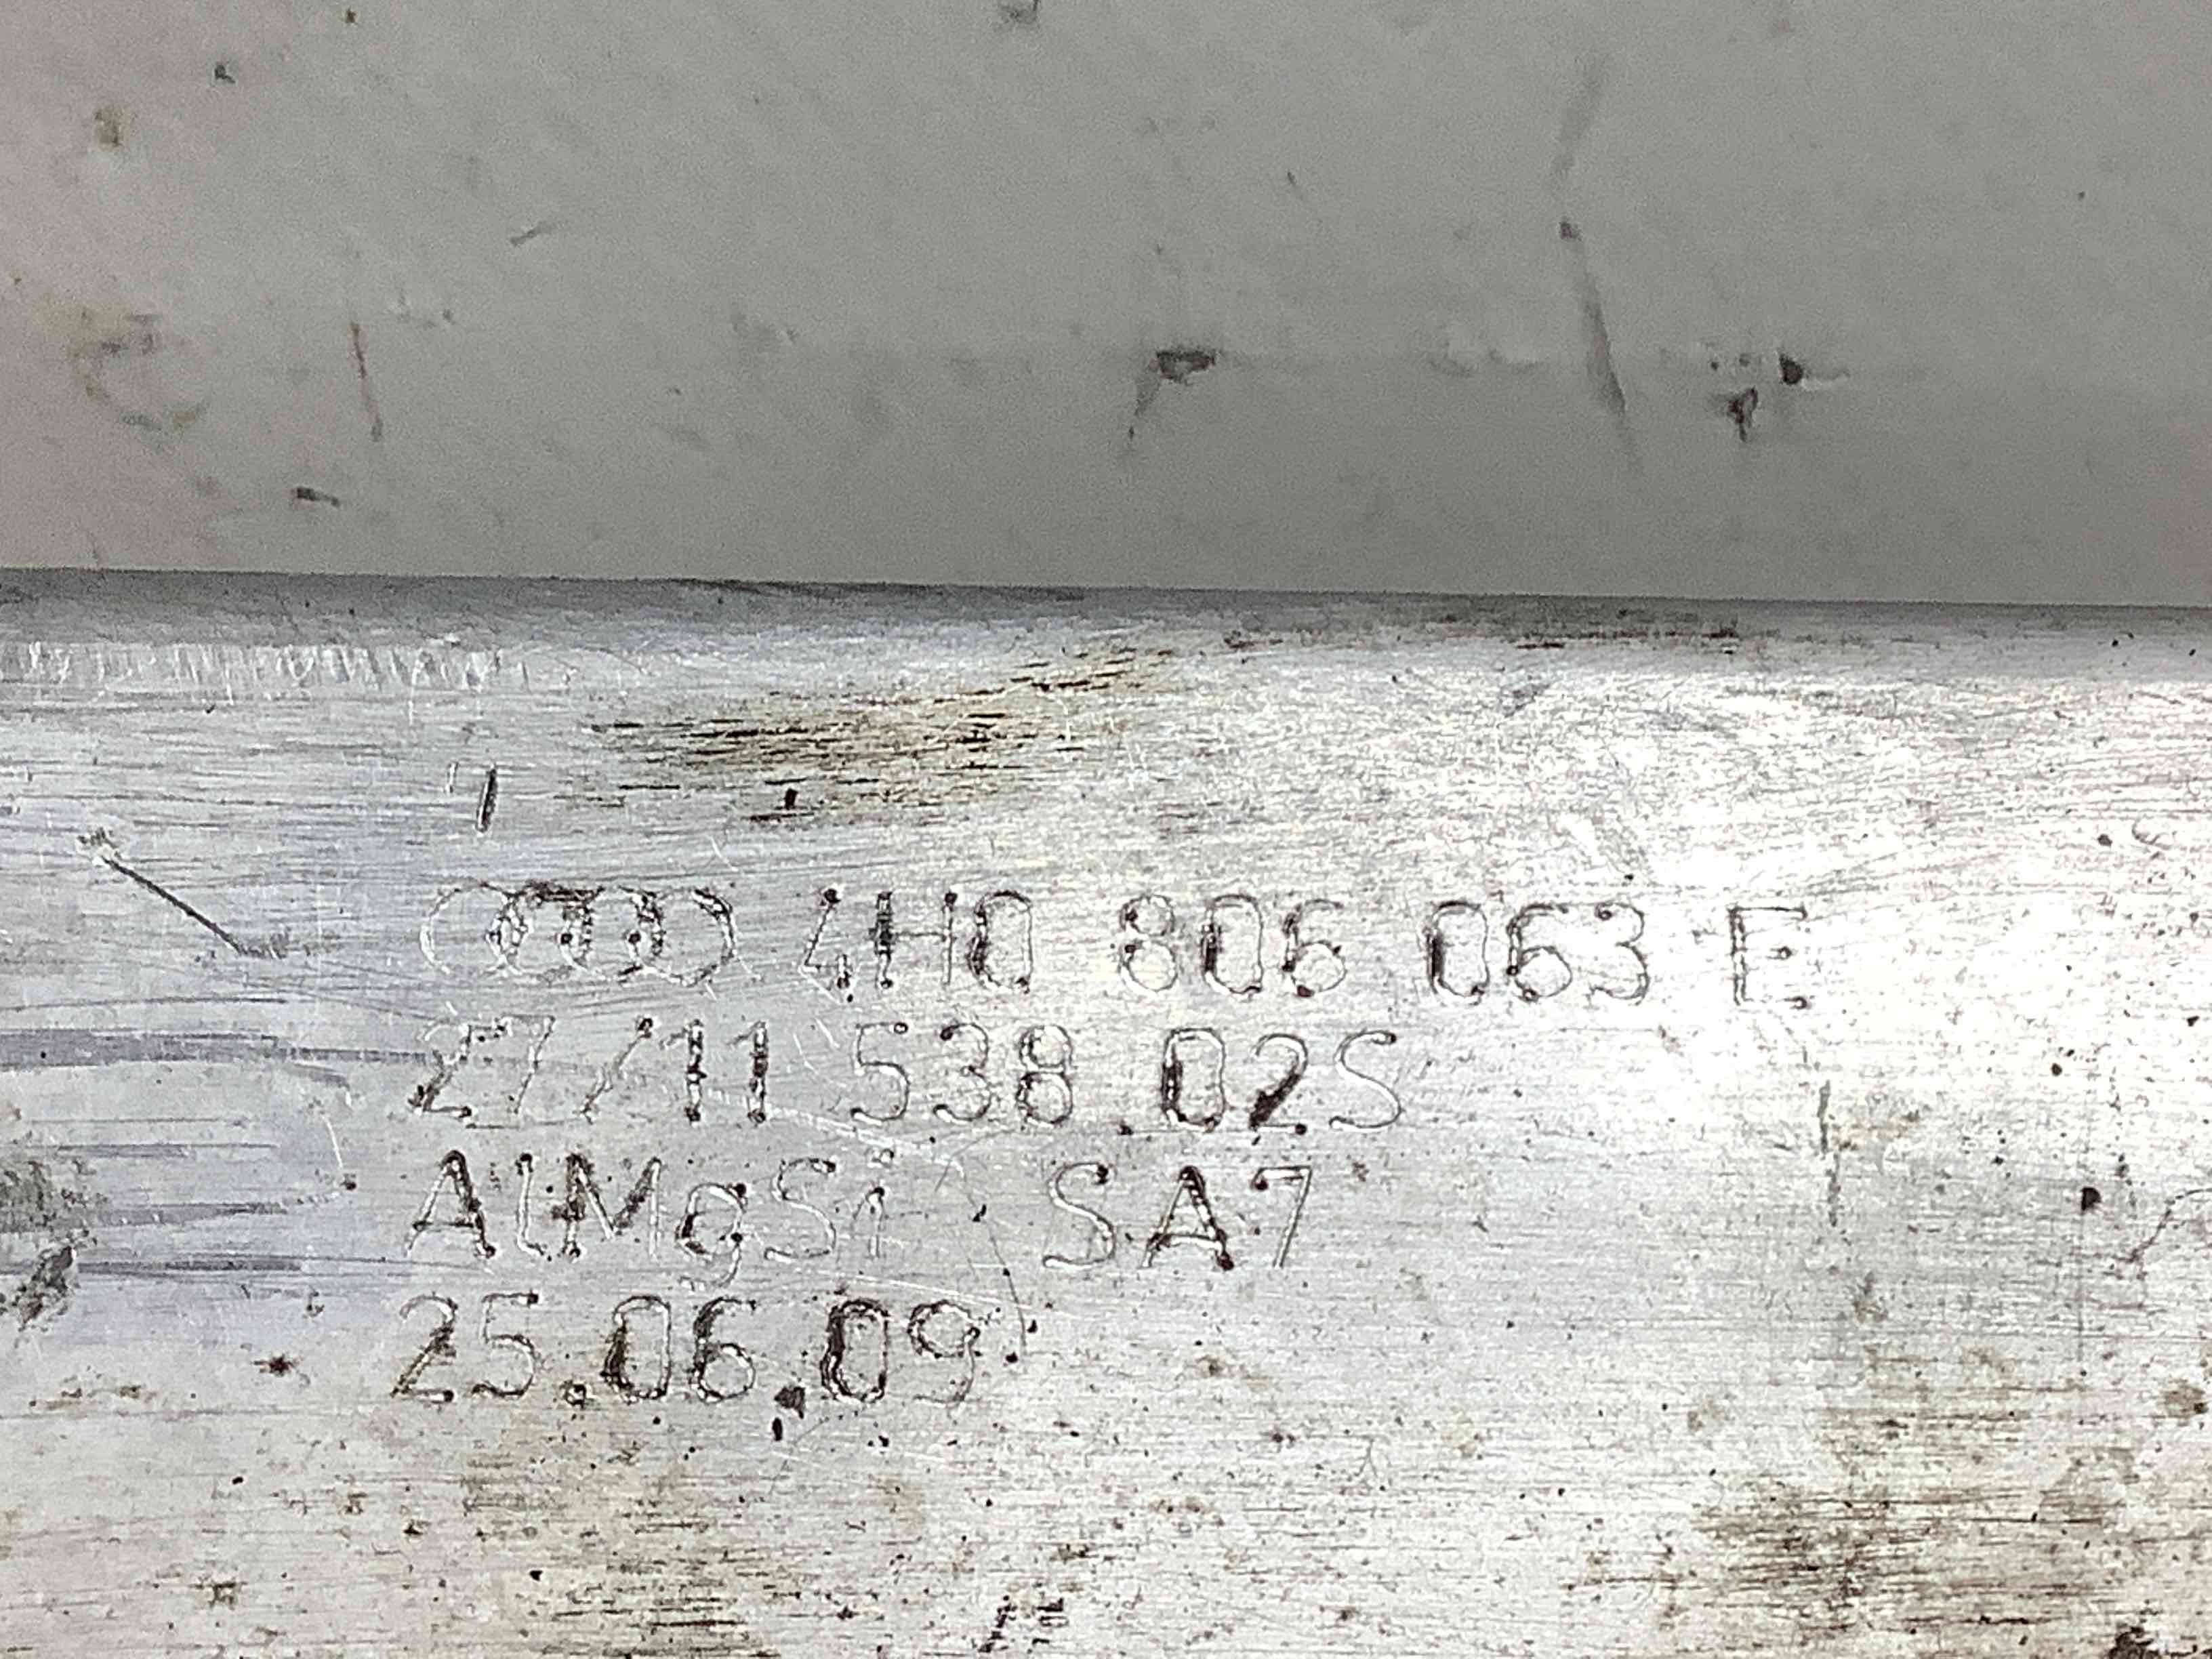 4H0 806 063 E
27/11 538 02S
AlMgSi SA7
25.06.09